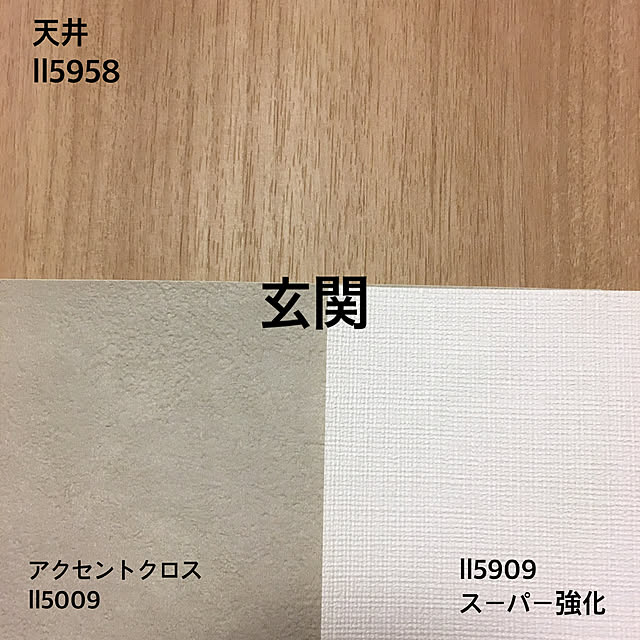 天井
ll5958
玄関
アクセントクロス
ll5009
ll5909
スーパー強化